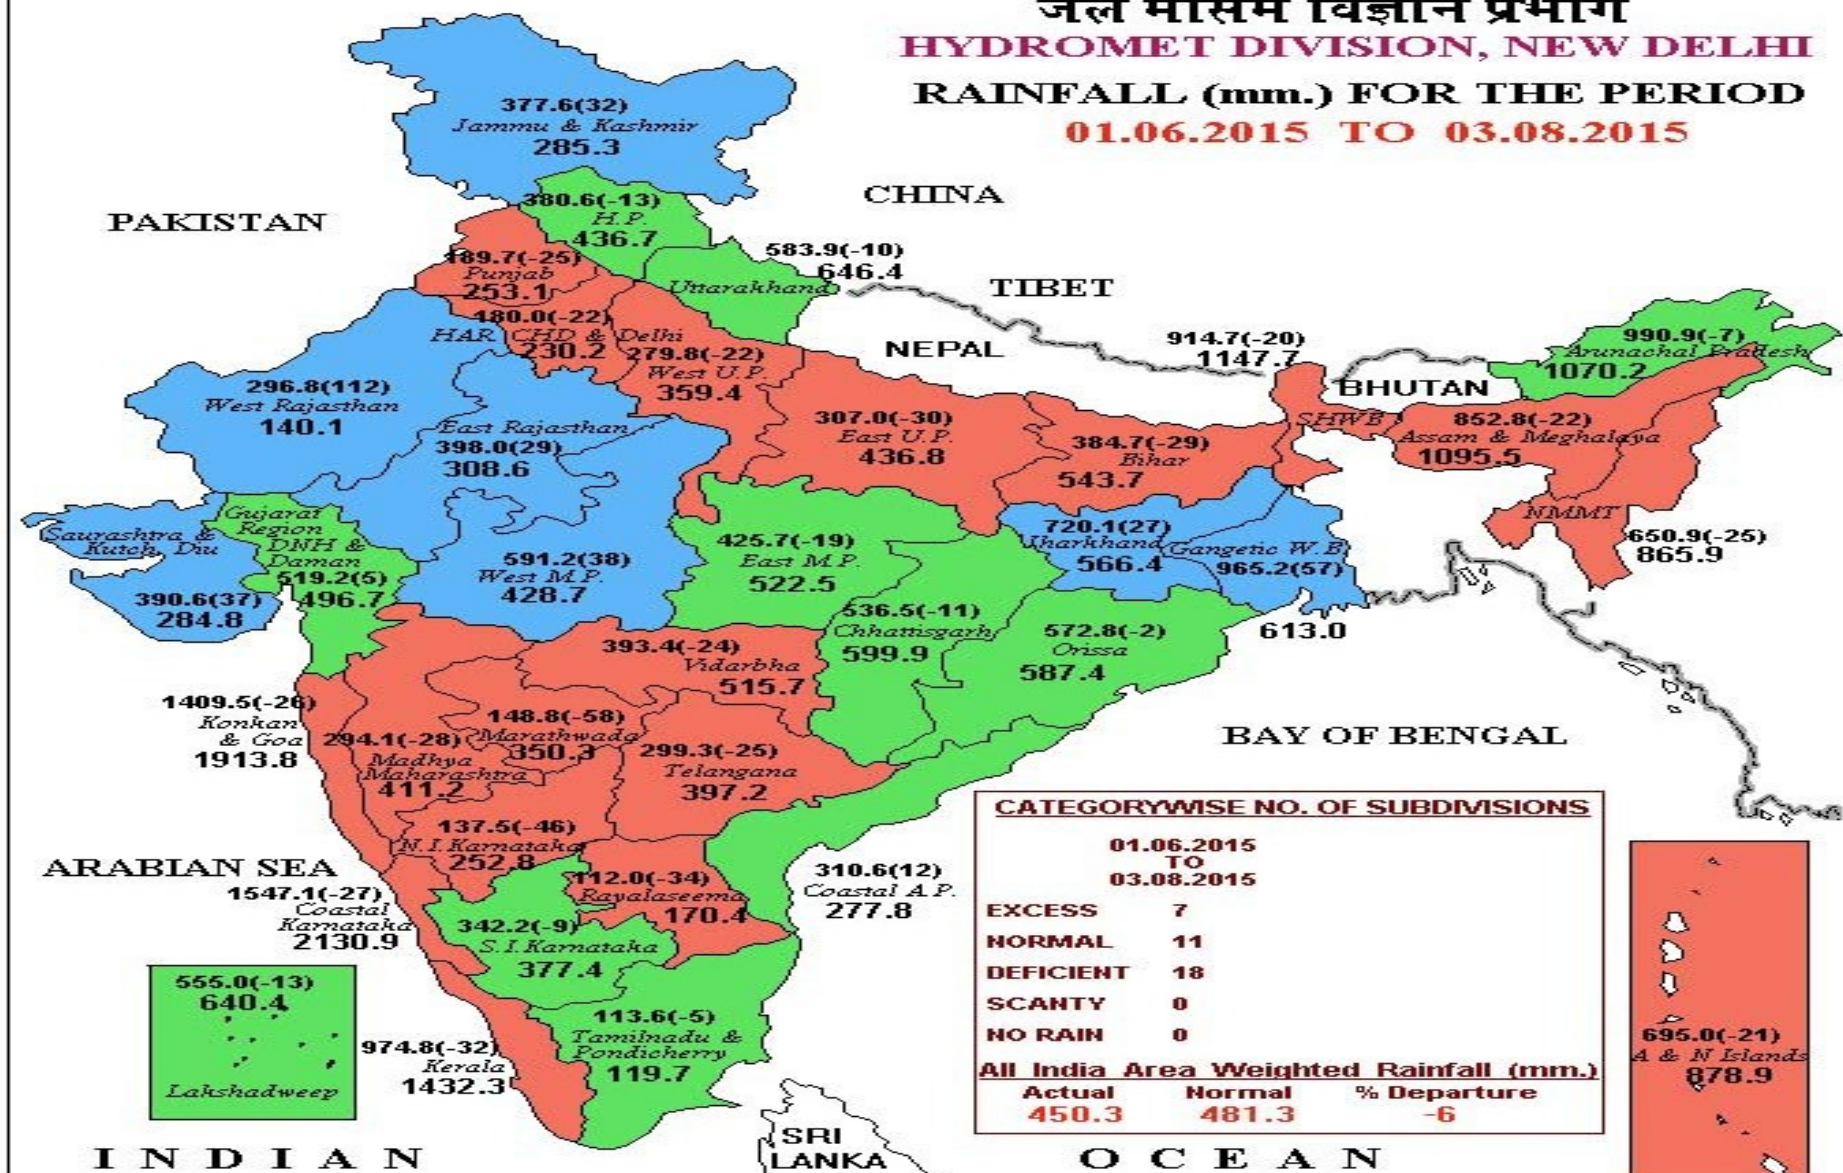 जल मौसम विज्ञान प्रभाग
HYDROMET DIVISION, NEW DELHI
RAINFALL (mm.) FOR THE PERIOD
01.06.2015 TO 03.08.2015
377.6(32)
Jammu & Kashmir
285.3
CHINA
PAKISTAN
380.6(-13)
H.P.
436.7
583.9(-10)
646.4
Uttarakhand
189.7(-25)
Punjab
253.1
TIBET
180.0(-22)
HAR CHD & Delhi
230.2
279.8(-22)
West U.P.
359.4
NEPAL
914.7(-20)
1147.7
SHWB
BHUTAN
990.9(-7)
Arunachal Pradesh
1070.2
296.8(112)
West Rajasthan
140.1
East Rajasthan
398.0(29)
308.6
307.0(-30)
East U.P.
436.8
384.7(-29)
Bihar
543.7
852.8(-22)
Assam & Meghalaya
1095.5
NMMT
650.9(-25)
865.9
Saurashtra &
Kutch, Diu
390.6(37)
284.8
Gujarat
Region
DNH &
Daman
519.2(5)
496.7
591.2(38)
West M.P.
428.7
425.7(-19)
East M.P.
522.5
720.1(27)
Jharkhand
566.4
Gangetic W.B
965.2(57)
613.0
536.5(-11)
Chhattisgarh
599.9
572.8(-2)
Orissa
587.4
393.4(-24)
Vidarbha
515.7
1409.5(-26)
Konkan
& Goa
1913.8
294.1(-28)
Madhya
Maharashtra
411.2
148.8(-58)
Marathwada
350.3
299.3(-25)
Telangana
397.2
BAY OF BENGAL
137.5(-46)
N.I.Karnataka
252.8
ARABIAN SEA
1547.1(-27)
Coastal
Karnataka
2130.9
112.0(-34)
Rayalaseema
170.4
310.6(12)
Coastal A.P.
277.8
342.2(-9)
S.I.Karnataka
377.4
555.0(-13)
640.4
Lakshadweep
974.8(-32)
Kerala
1432.3
113.6(-5)
Tamilnadu &
Pondicherry
119.7
CATEGORYWISE NO. OF SUBDIVISIONS
01.06.2015
TO
03.08.2015
EXCESS 7
NORMAL 11
DEFICIENT 18
SCANTY 0
NO RAIN 0
All India Area Weighted Rainfall (mm.)
Actual Normal % Departure
450.3 481.3 -6
695.0(-21)
A & N Islands
878.9
SRI
LANKA
INDIAN OCEAN